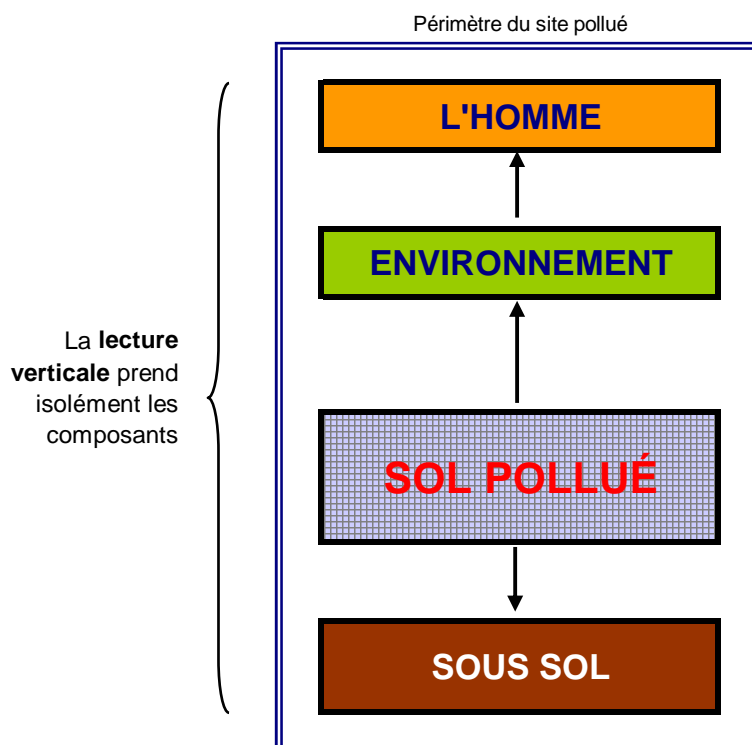 Périmètre du site pollué
L'HOMME
ENVIRONNEMENT
La lecture
verticale prend
isolément les
composants
SOL POLLUÉ
SOUS SOL